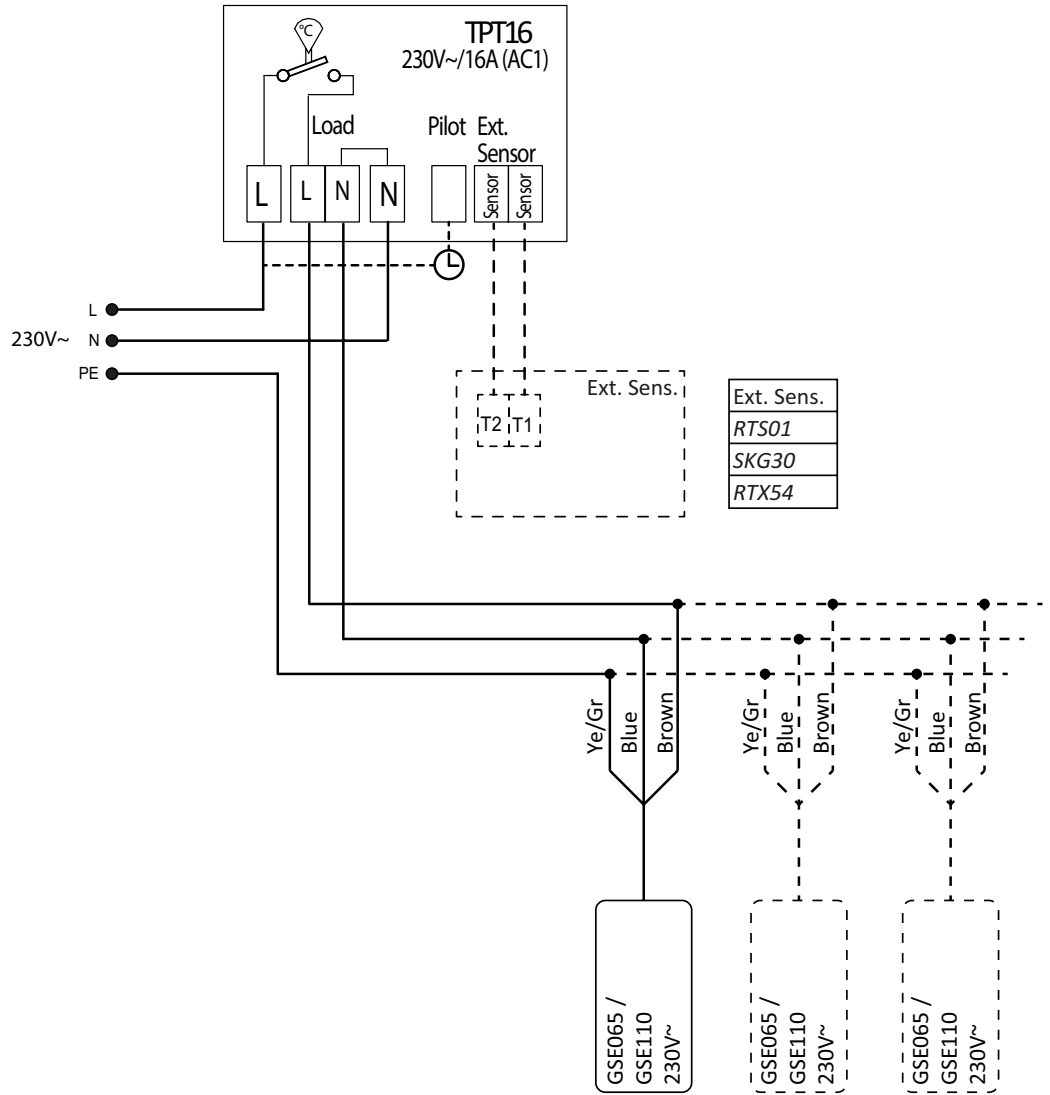 °C
TPT16
230V~/16A (AC1)
Load
Pilot
Ext.
Sensor
L
L
N
N
Sensor
Sensor
L
230V~
N
PE
Ext. Sens.
T2
T1
Ext. Sens.
RTS01
SKG30
RTX54
Ye/Gr
Blue
Brown
Ye/Gr
Blue
Brown
Ye/Gr
Blue
Brown
GSE065 /
GSE110
230V~
GSE065 /
GSE110
230V~
GSE065 /
GSE110
230V~